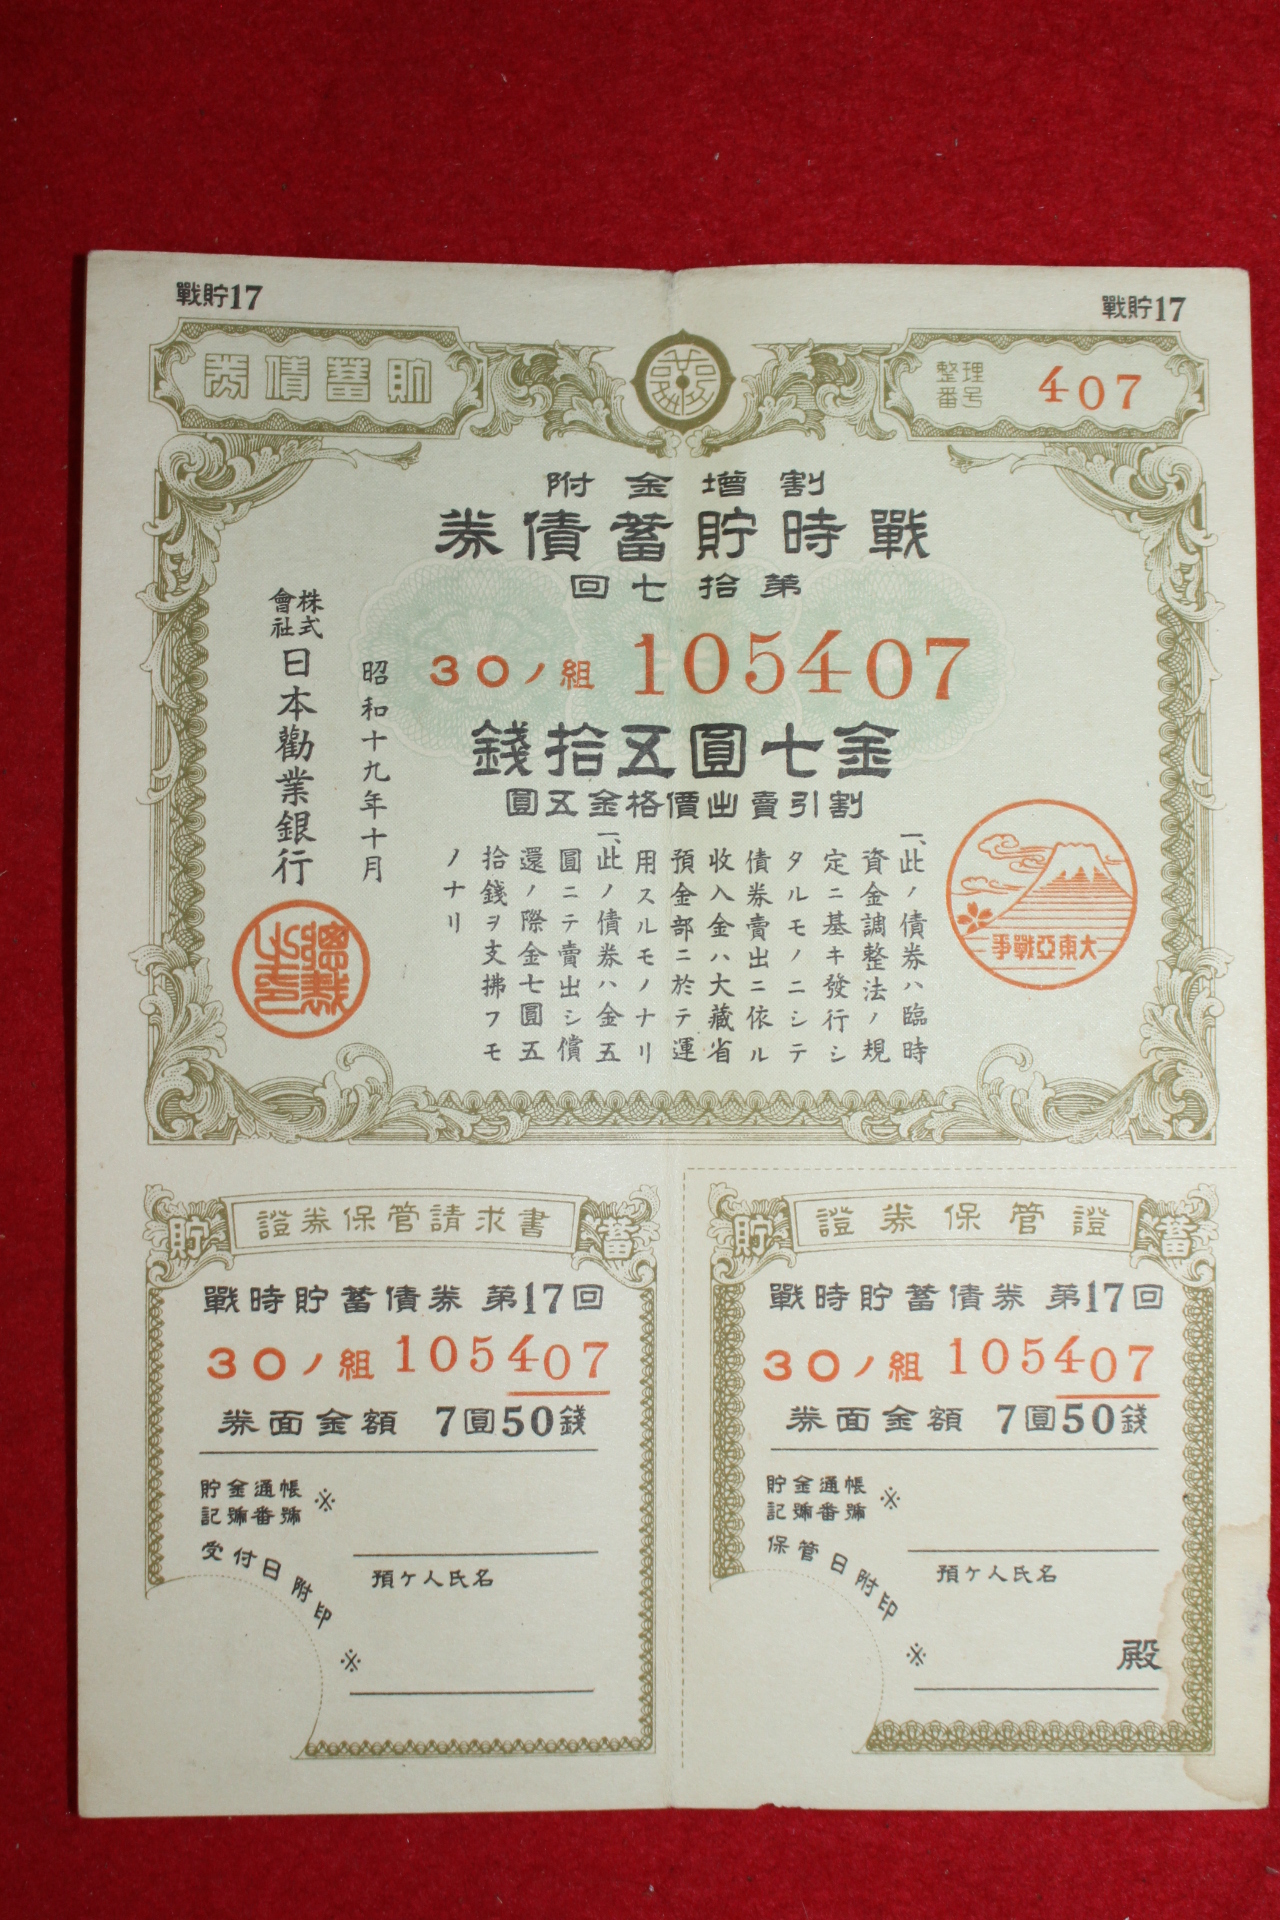 戰貯17
戰貯17
貯蓄債券
整理番号 407
割增金附
戰時貯蓄債券
第拾七回
30ノ組 105407
金七圓五拾錢
割引賣出價格金五圓
一、此ノ債券ハ臨時
資金調整法ノ規
定ニ基キ發行シ
タルモノニシテ
債券賣出ニ依ル
收入金ハ大藏省
預金部ニ於テ運
用スルモノナリ
一、此ノ債券ハ金五
圓ニテ賣出シ償
還ノ際金七圓五
拾錢ヲ支拂フモ
ノナリ
昭和十九年十月
株式會社日本勸業銀行
總裁之印
大東亞戰爭
貯 證券保管請求書 蓄
戰時貯蓄債券 第17回
30ノ組 105407
券面金額 7圓50錢
貯金通帳
記號番號 ※
受付日附印
預ケ人氏名
※
貯 證券保管證 蓄
戰時貯蓄債券 第17回
30ノ組 105407
券面金額 7圓50錢
貯金通帳
記號番號 ※
保管日附印
預ケ人氏名
※
殿